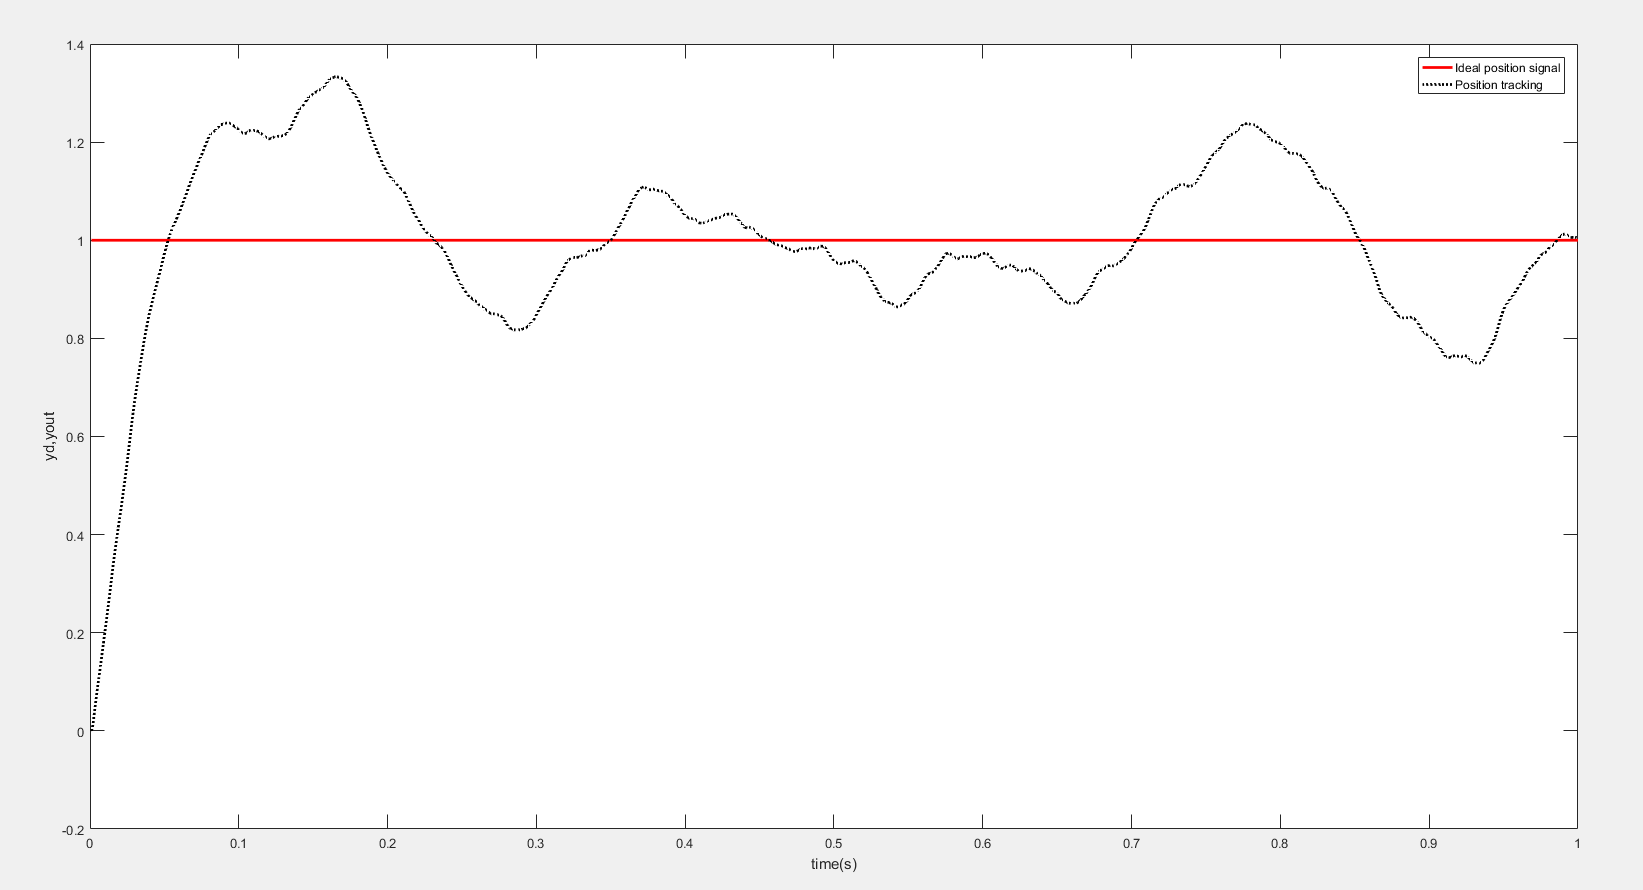 1.4
1.2
1
0.8
0.6
0.4
0.2
0
-0.2
yd,yout
Ideal position signal
Position tracking
0 0.1 0.2 0.3 0.4 0.5 0.6 0.7 0.8 0.9 1
time(s)